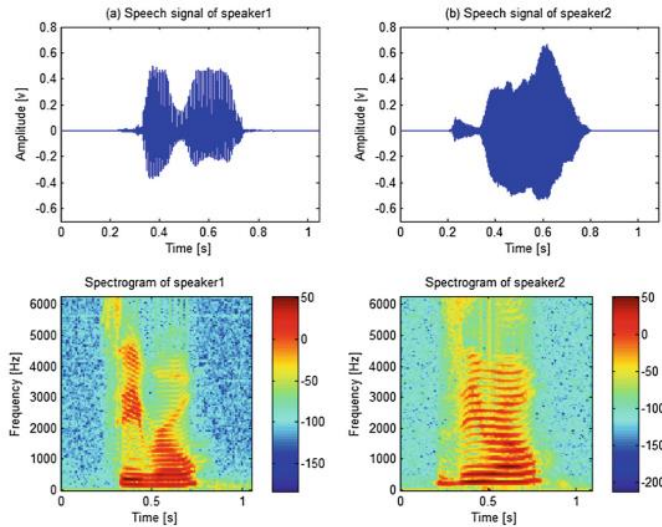 (a) Speech signal of speaker1
(b) Speech signal of speaker2
0.8
0.6
0.4
0.2
0
-0.2
-0.4
-0.6
Amplitude [v]
0 0.2 0.4 0.6 0.8 1
Time [s]
0.8
0.6
0.4
0.2
0
-0.2
-0.4
-0.6
Amplitude [v]
0 0.2 0.4 0.6 0.8 1
Time [s]
Spectrogram of speaker1
Spectrogram of speaker2
6000
5000
4000
3000
2000
1000
0
Frequency [Hz]
0 0.5 1
Time [s]
50
0
-50
-100
-150
6000
5000
4000
3000
2000
1000
0
Frequency [Hz]
0 0.5 1
Time [s]
50
0
-50
-100
-150
-200